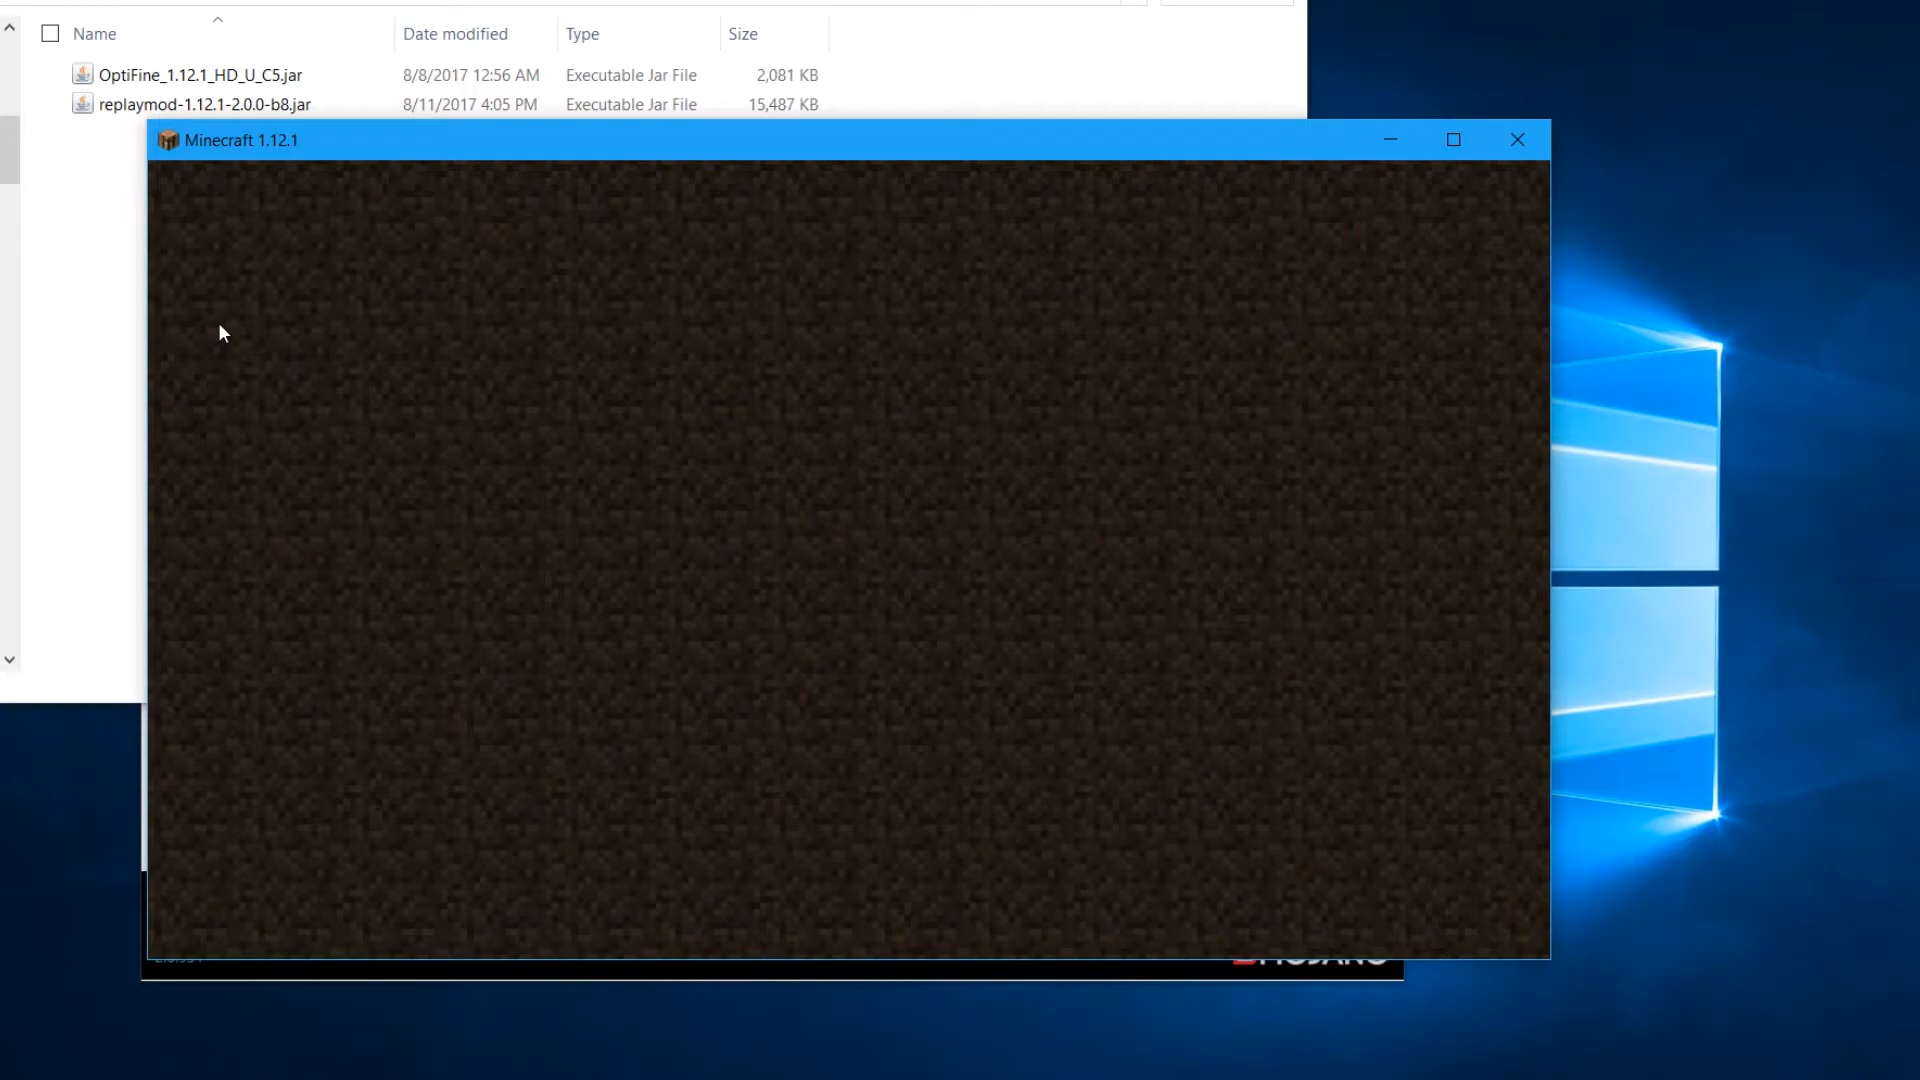 Name Date modified Type Size
OptiFine_1.12.1_HD_U_C5.jar 8/8/2017 12:56 AM Executable Jar File 2,081 KB
replaymod-1.12.1-2.0.0-b8.jar 8/11/2017 4:05 PM Executable Jar File 15,487 KB
Minecraft 1.12.1
MOJANG